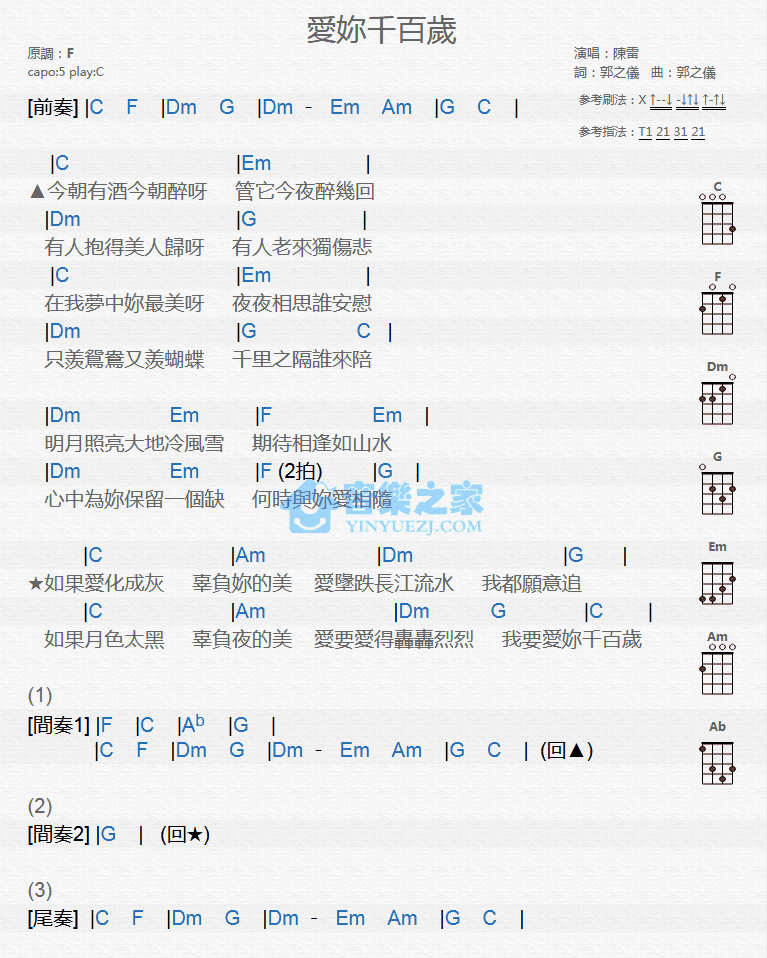 愛妳千百歲
原調：F
capo:5 play:C
演唱：陳雷
詞：郭之儀 曲：郭之儀
參考刷法：X ↑--↓ -↓↑↓ ↑-↑↓
參考指法：T1 21 31 21
[前奏] |C F |Dm G |Dm - Em Am |G C |
|C |Em |
▲今朝有酒今朝醉呀 管它今夜醉幾回
|Dm |G |
有人抱得美人歸呀 有人老來獨傷悲
|C |Em |
在我夢中妳最美呀 夜夜相思誰安慰
|Dm |G C |
只羨鴛鴦又羨蝴蝶 千里之隔誰來陪
|Dm Em |F Em |
明月照亮大地冷風雪 期待相逢如山水
|Dm Em |F (2拍) |G |
心中為妳保留一個缺 何時與妳愛相隨
音樂之家
YINYUEZJ.COM
|C |Am |Dm |G |
★如果愛化成灰 辜負妳的美 愛墜跌長江流水 我都願意追
|C |Am |Dm G |C |
如果月色太黑 辜負夜的美 愛要愛得轟轟烈烈 我要愛妳千百歲
(1)
[間奏1] |F |C |Ab |G |
|C F |Dm G |Dm - Em Am |G C | (回▲)
(2)
[間奏2] |G | (回★)
(3)
[尾奏] |C F |Dm G |Dm - Em Am |G C |
C
F
Dm
G
Em
Am
Ab